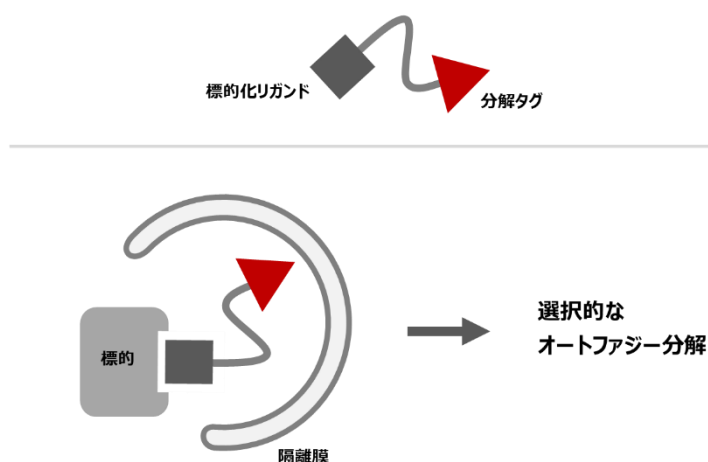 標的化リガンド
分解タグ
標的
隔離膜
選択的な
オートファジー分解